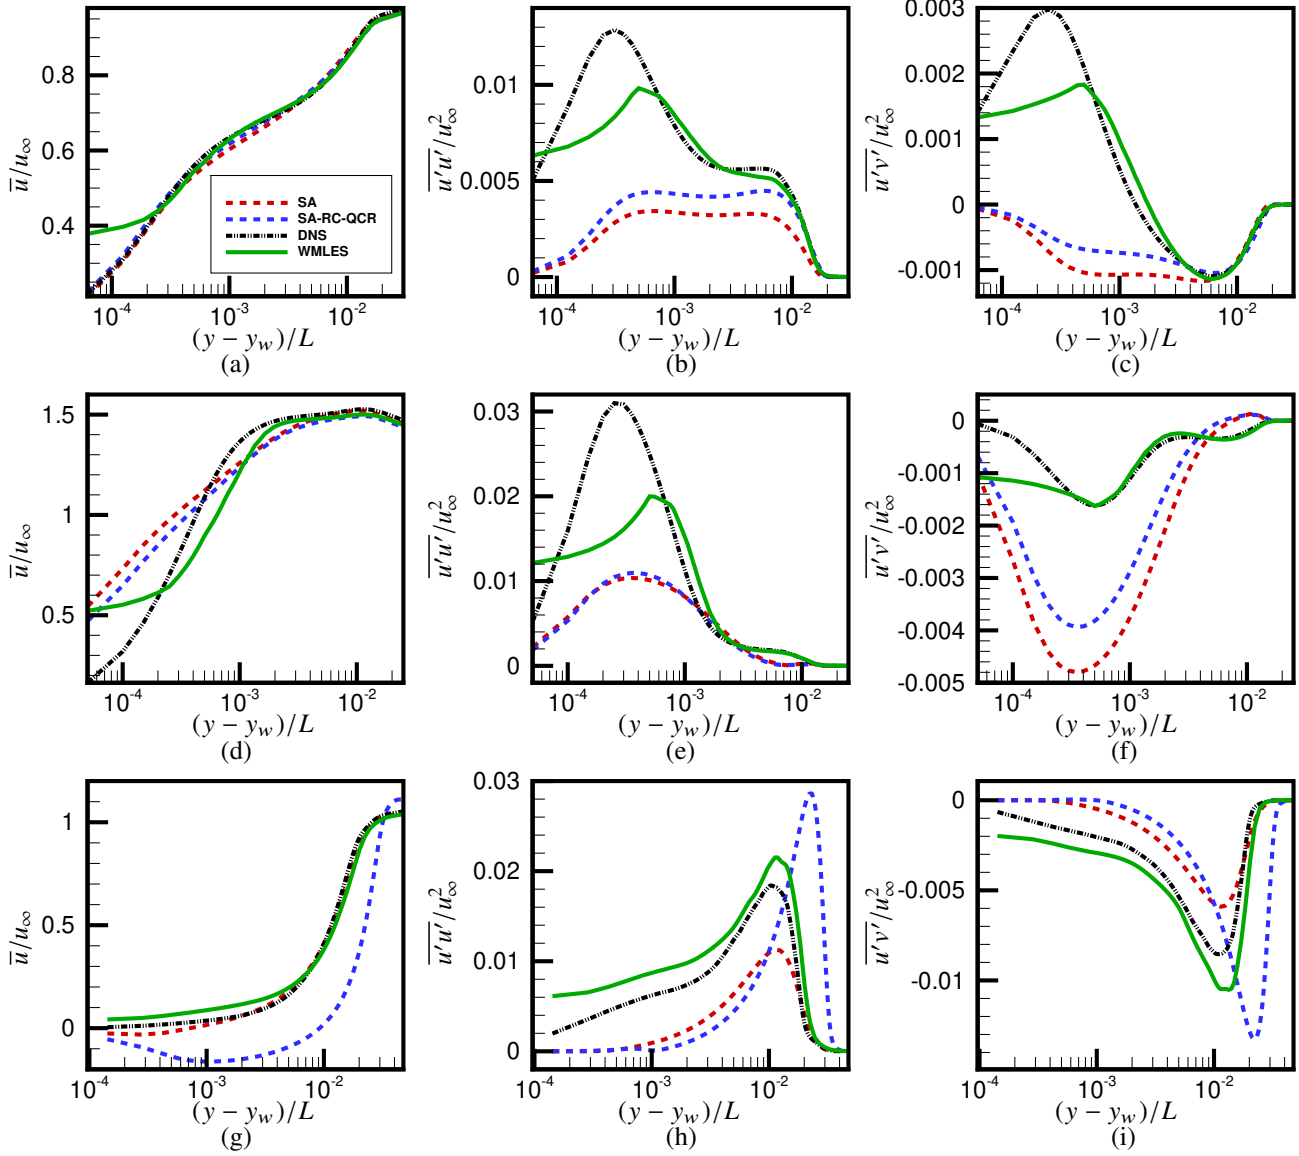 0.8
0.6
0.4
u̅/u∞
SA
SA-RC-QCR
DNS
WMLES
10⁻⁴ 10⁻³ 10⁻²
(y − y_w)/L
(a)
0.01
0.005
0
u′u′/u²∞
10⁻⁴ 10⁻³ 10⁻²
(y − y_w)/L
(b)
0.003
0.002
0.001
0
-0.001
u′v′/u²∞
10⁻⁴ 10⁻³ 10⁻²
(y − y_w)/L
(c)
1.5
1
0.5
u̅/u∞
10⁻⁴ 10⁻³ 10⁻²
(y − y_w)/L
(d)
0.03
0.02
0.01
0
u′u′/u²∞
10⁻⁴ 10⁻³ 10⁻²
(y − y_w)/L
(e)
0
-0.001
-0.002
-0.003
-0.004
-0.005
u′v′/u²∞
10⁻⁴ 10⁻³ 10⁻²
(y − y_w)/L
(f)
1
0.5
0
u̅/u∞
10⁻⁴ 10⁻³ 10⁻²
(y − y_w)/L
(g)
0.03
0.02
0.01
0
u′u′/u²∞
10⁻⁴ 10⁻³ 10⁻²
(y − y_w)/L
(h)
0
-0.005
-0.01
u′v′/u²∞
10⁻⁴ 10⁻³ 10⁻²
(y − y_w)/L
(i)